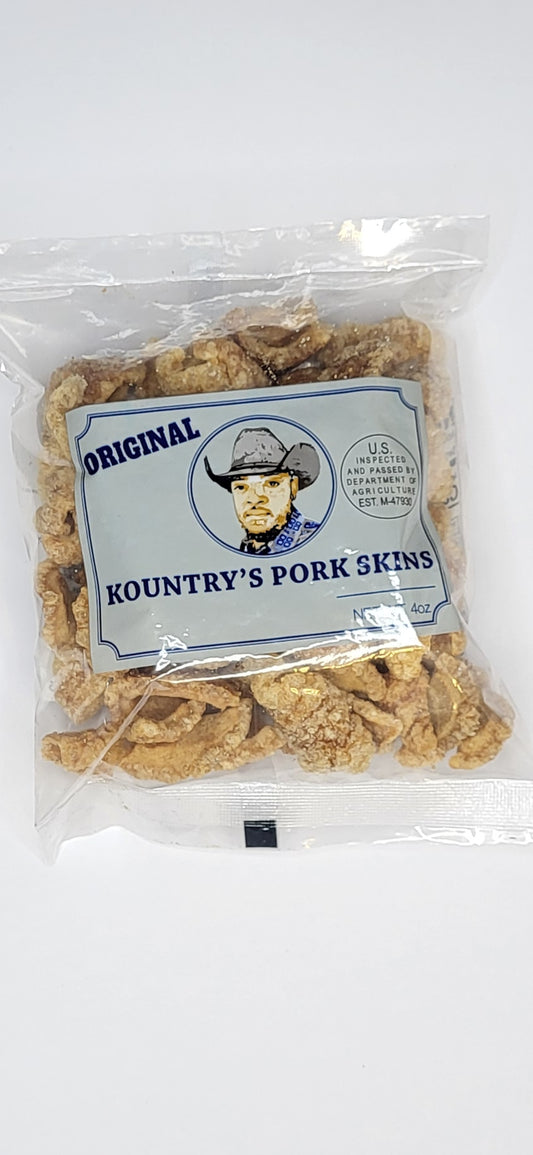 ORIGINAL
U.S.
INSPECTED
AND PASSED BY
DEPARTMENT OF
AGRICULTURE
EST. M-47930
KOUNTRY'S PORK SKINS
4oz